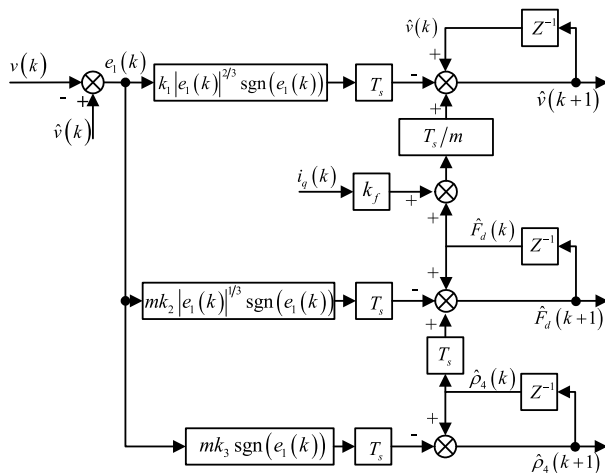 v̂(k) Z⁻¹
v(k) e₁(k)
- + k₁|e₁(k)|^{2/3} sgn(e₁(k)) T_s - + +
v̂(k) v̂(k+1)
T_s/m
i_q(k) k_f + +
F̂_d(k) Z⁻¹
mk₂|e₁(k)|^{1/3} sgn(e₁(k)) T_s - + +
F̂_d(k+1)
T_s
ρ̂₄(k) Z⁻¹
mk₃ sgn(e₁(k)) T_s - +
ρ̂₄(k+1)